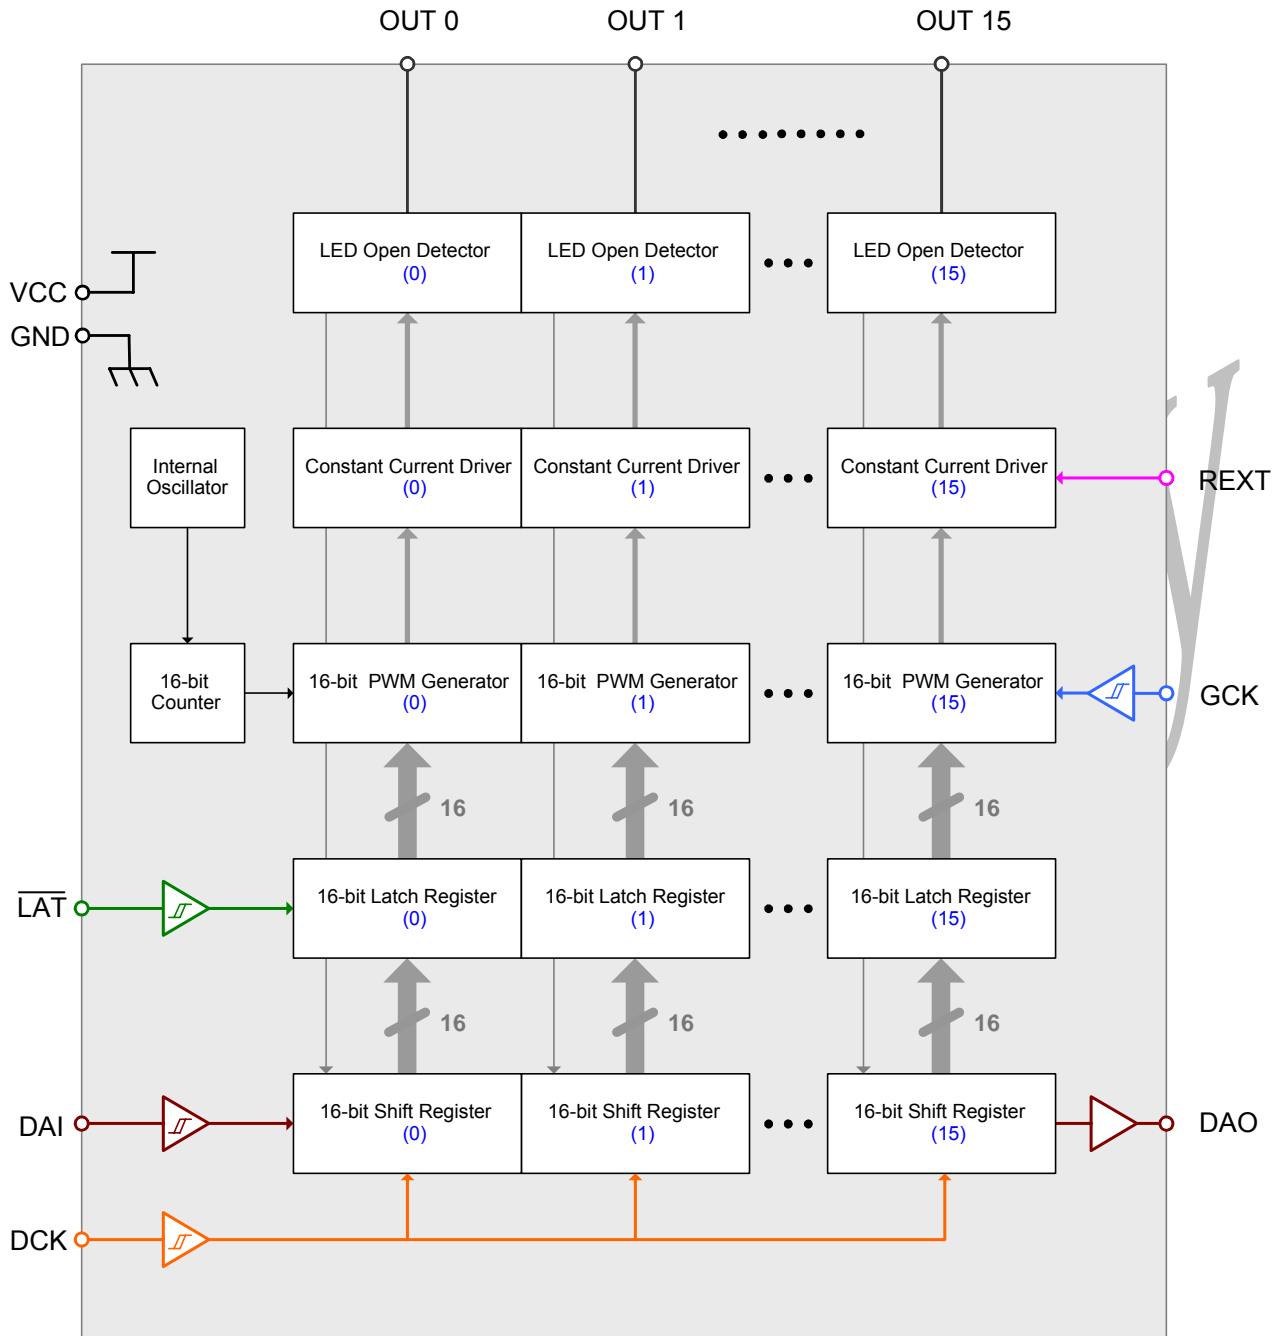 OUT 0 OUT 1 OUT 15
LED Open Detector (0)
LED Open Detector (1)
LED Open Detector (15)
VCC
GND
Internal Oscillator
Constant Current Driver (0)
Constant Current Driver (1)
Constant Current Driver (15)
REXT
16-bit Counter
16-bit PWM Generator (0)
16-bit PWM Generator (1)
16-bit PWM Generator (15)
GCK
16 16 16
LAT
16-bit Latch Register (0)
16-bit Latch Register (1)
16-bit Latch Register (15)
16 16 16
DAI
16-bit Shift Register (0)
16-bit Shift Register (1)
16-bit Shift Register (15)
DAO
DCK